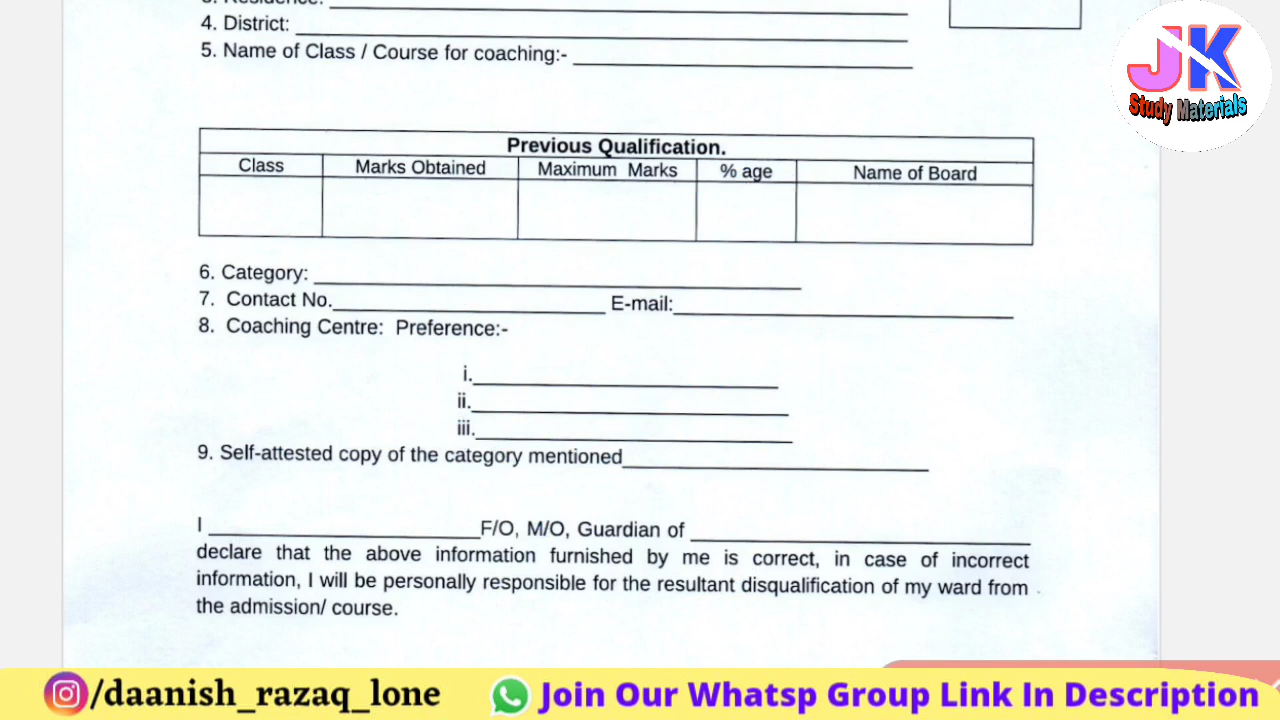 3. Residence:
4. District:
5. Name of Class / Course for coaching:-
JK
Study Materials
Previous Qualification.
Class Marks Obtained Maximum Marks % age Name of Board
6. Category:
7. Contact No. E-mail:
8. Coaching Centre: Preference:-
i.
ii.
iii.
9. Self-attested copy of the category mentioned
I F/O, M/O, Guardian of
declare that the above information furnished by me is correct, in case of incorrect
information, I will be personally responsible for the resultant disqualification of my ward from
the admission/ course.
/daanish_razaq_lone Join Our Whatsp Group Link In Description